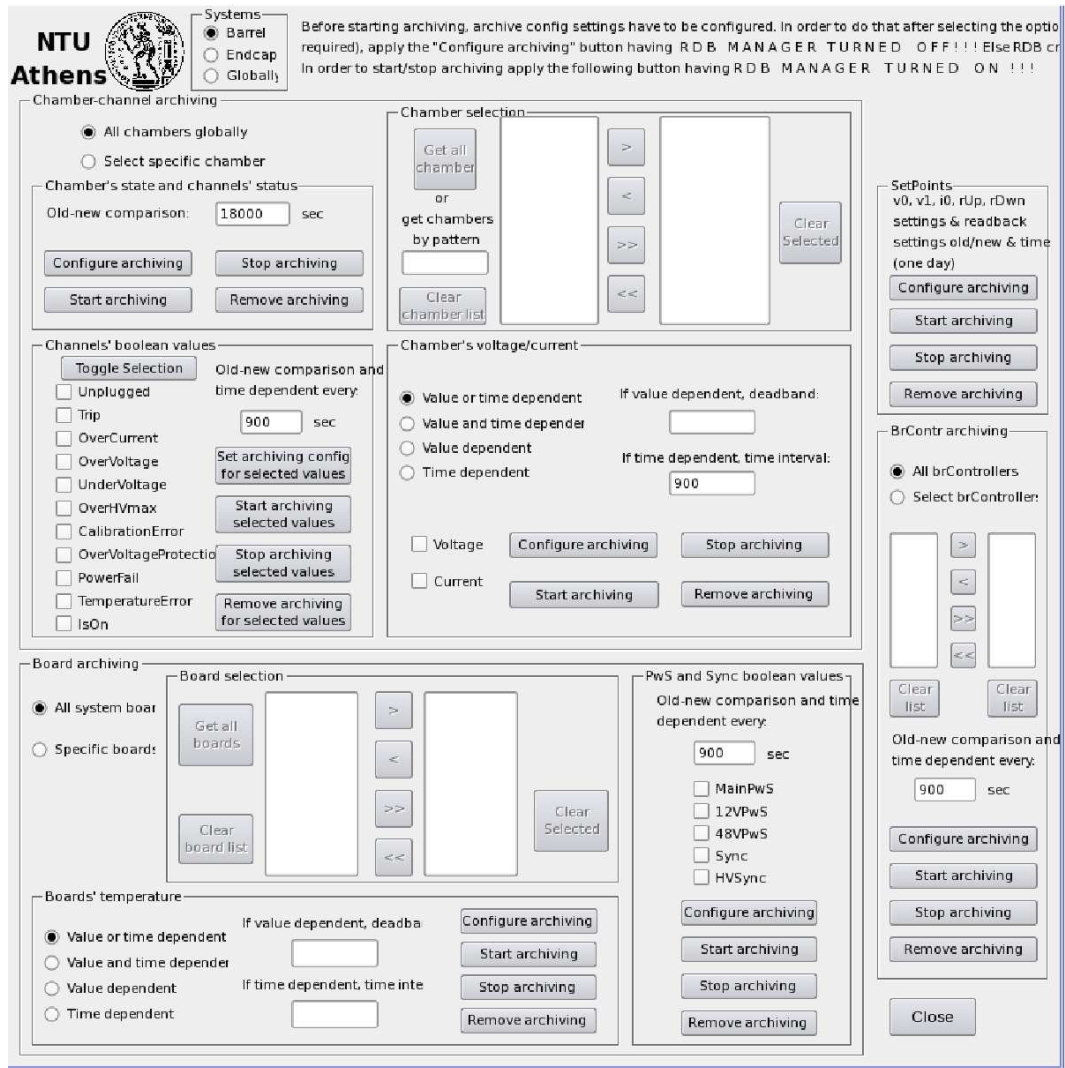 NTU
Athens
Systems
Barrel
Endcap
Globally
Before starting archiving, archive config settings have to be configured. In order to do that after selecting the optio
required), apply the "Configure archiving" button having R D B M A N A G E R T U R N E D O F F ! ! ! Else RDB cr
In order to start/stop archiving apply the following button having R D B M A N A G E R T U R N E D O N ! ! !
Chamber-channel archiving
All chambers globally
Select specific chamber
Chamber's state and channels' status
Old-new comparison: 18000 sec
Configure archiving Stop archiving
Start archiving Remove archiving
Chamber selection
Get all
chamber
or
get chambers
by pattern
Clear
chamber list
>
<
>>
<<
Clear
Selected
Channels' boolean values
Toggle Selection
Unplugged
Trip
OverCurrent
OverVoltage
UnderVoltage
OverHVmax
CalibrationError
OverVoltageProtectio
PowerFail
TemperatureError
IsOn
Old-new comparison and
time dependent every:
900 sec
Set archiving config
for selected values
Start archiving
selected values
Stop archiving
selected values
Remove archiving
for selected values
Chamber's voltage/current
Value or time dependent
Value and time depender
Value dependent
Time dependent
If value dependent, deadband:
If time dependent, time interval:
900
Voltage
Current
Configure archiving Stop archiving
Start archiving Remove archiving
SetPoints
v0, v1, i0, rUp, rDwn
settings & readback
settings old/new & time
(one day)
Configure archiving
Start archiving
Stop archiving
Remove archiving
BrContr archiving
All brControllers
Select brControllers
>
<
>>
<<
Clear
list
Clear
list
Old-new comparison and
time dependent every:
900 sec
Configure archiving
Start archiving
Stop archiving
Remove archiving
Board archiving
All system boar
Specific boards
Board selection
Get all
boards
Clear
board list
>
<
>>
<<
Clear
Selected
Boards' temperature
Value or time dependent
Value and time depender
Value dependent
Time dependent
If value dependent, deadba
If time dependent, time inte
Configure archiving
Start archiving
Stop archiving
Remove archiving
PwS and Sync boolean values
Old-new comparison and time
dependent every:
900 sec
MainPwS
12VPwS
48VPwS
Sync
HVSync
Configure archiving
Start archiving
Stop archiving
Remove archiving
Close